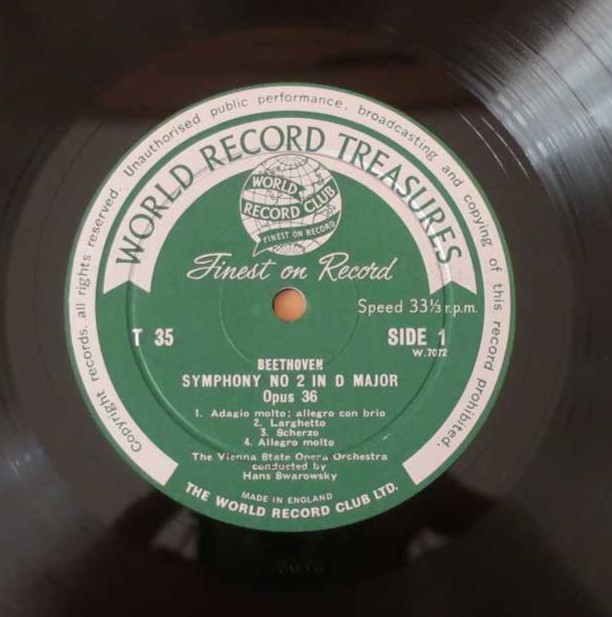 Copyright records. all rights reserved. Unauthorised public performance, broadcasting and copying of this record prohibited.
WORLD RECORD TREASURES
WORLD
RECORD CLUB
FINEST ON RECORD
Finest on Record
Speed 33⅓ r.p.m.
T 35
SIDE 1
W.7072
BEETHOVEN
SYMPHONY NO 2 IN D MAJOR
Opus 36
1. Adagio molto; allegro con brio
2. Larghetto
3. Scherzo
4. Allegro molto
The Vienna State Opera Orchestra
conducted by
Hans Swarowsky
MADE IN ENGLAND
THE WORLD RECORD CLUB LTD.